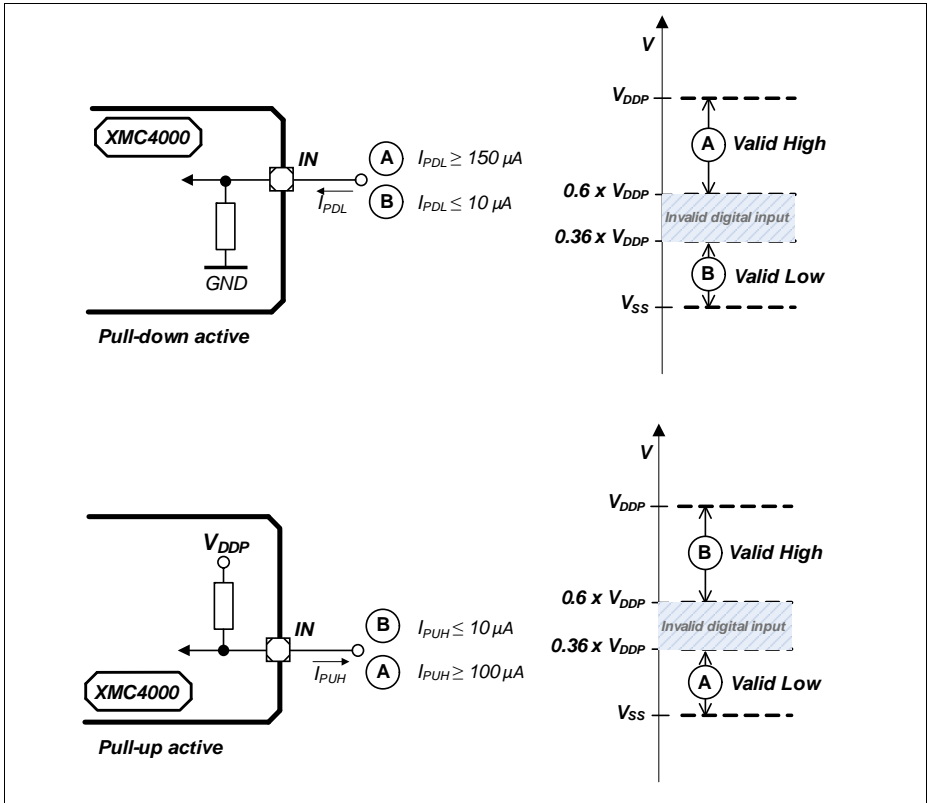 V
V_DDP
XMC4000
IN
A I_PDL ≥ 150 μA
A Valid High
I_PDL
B I_PDL ≤ 10 μA
0.6 x V_DDP
Invalid digital input
0.36 x V_DDP
GND
B Valid Low
V_SS
Pull-down active
V
V_DDP
V_DDP
B Valid High
0.6 x V_DDP
IN
B I_PUH ≤ 10 μA
Invalid digital input
0.36 x V_DDP
I_PUH
A I_PUH ≥ 100 μA
XMC4000
A Valid Low
V_SS
Pull-up active